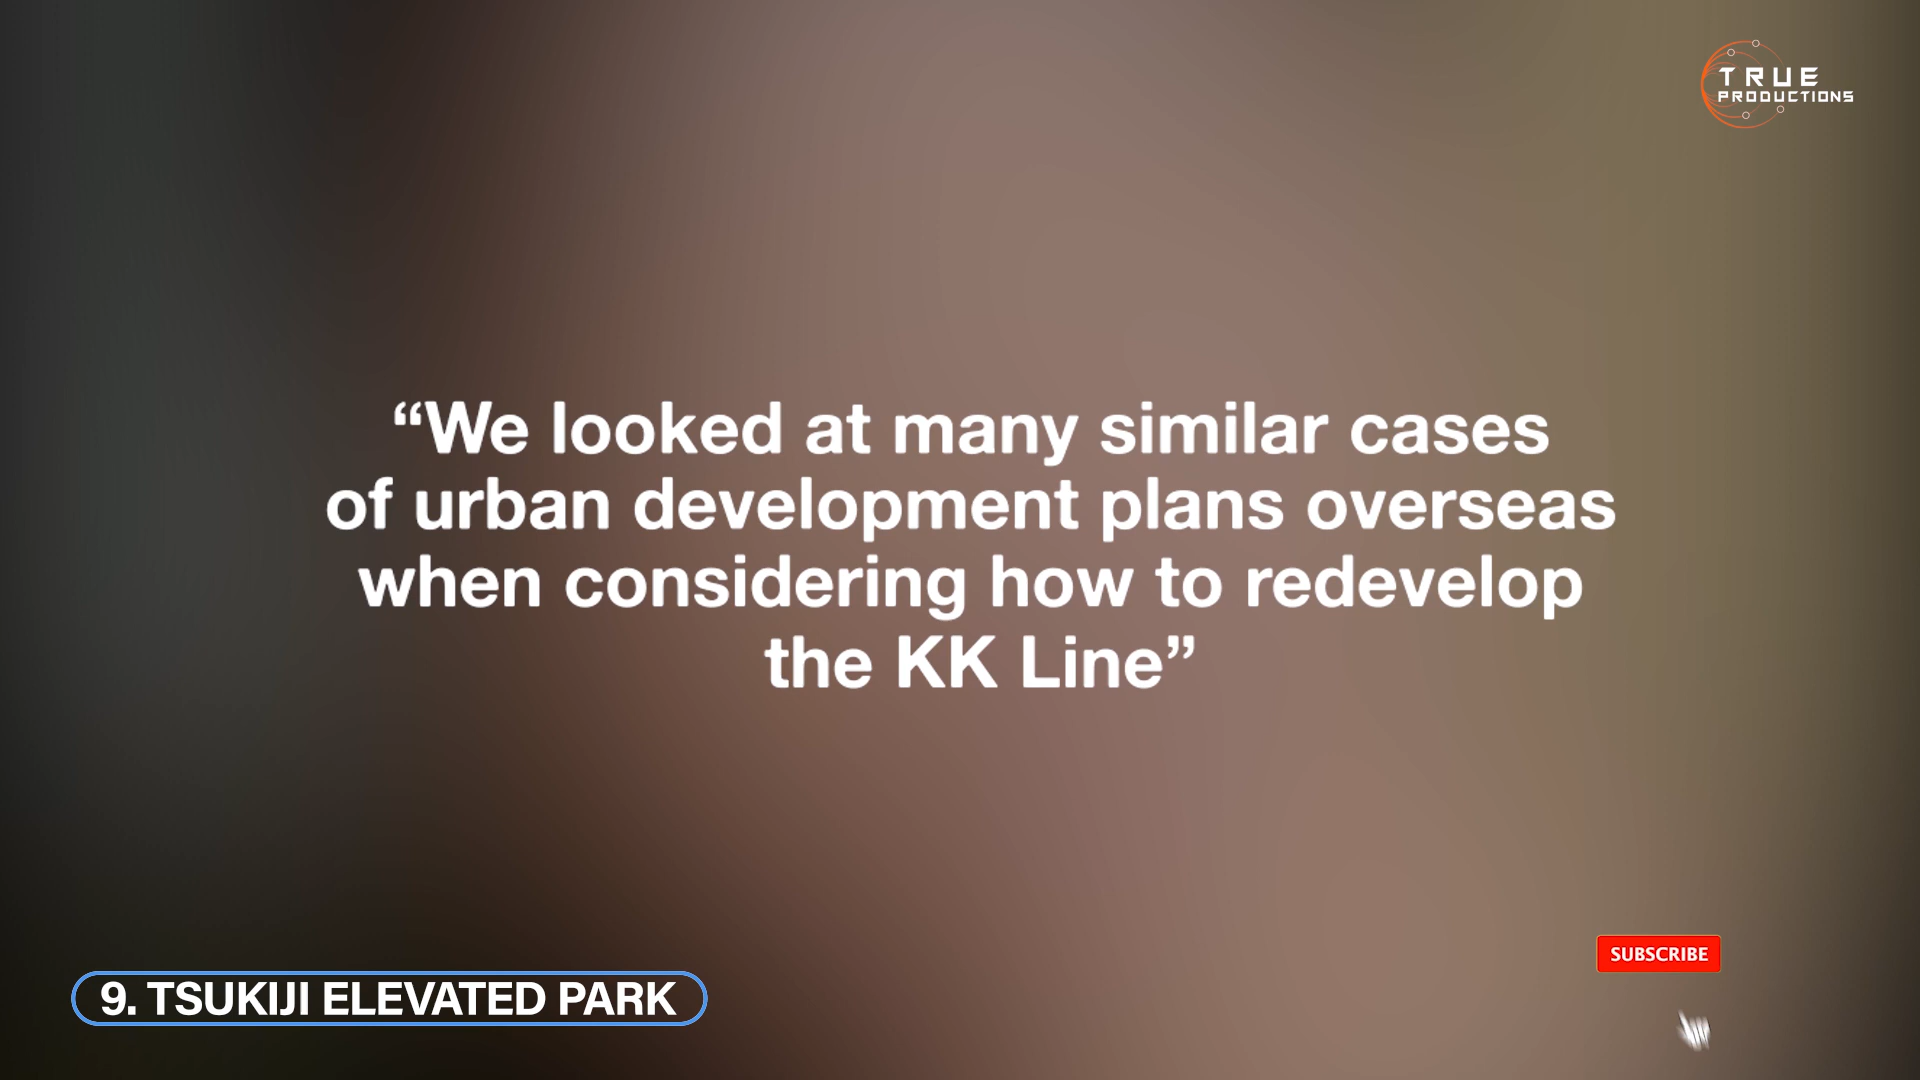 TRUE
PRODUCTIONS
“We looked at many similar cases
of urban development plans overseas
when considering how to redevelop
the KK Line”
SUBSCRIBE
9. TSUKIJI ELEVATED PARK